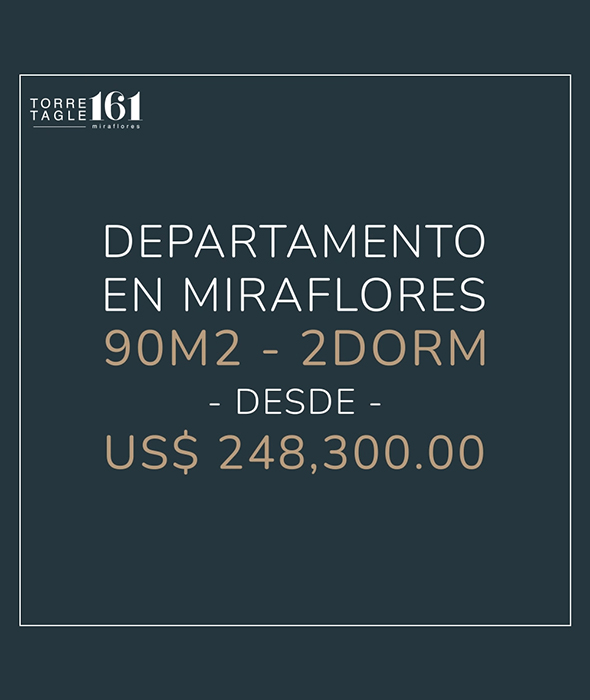 TORRE
TAGLE 161
miraflores
DEPARTAMENTO
EN MIRAFLORES
90M2 - 2DORM
- DESDE -
US$ 248,300.00